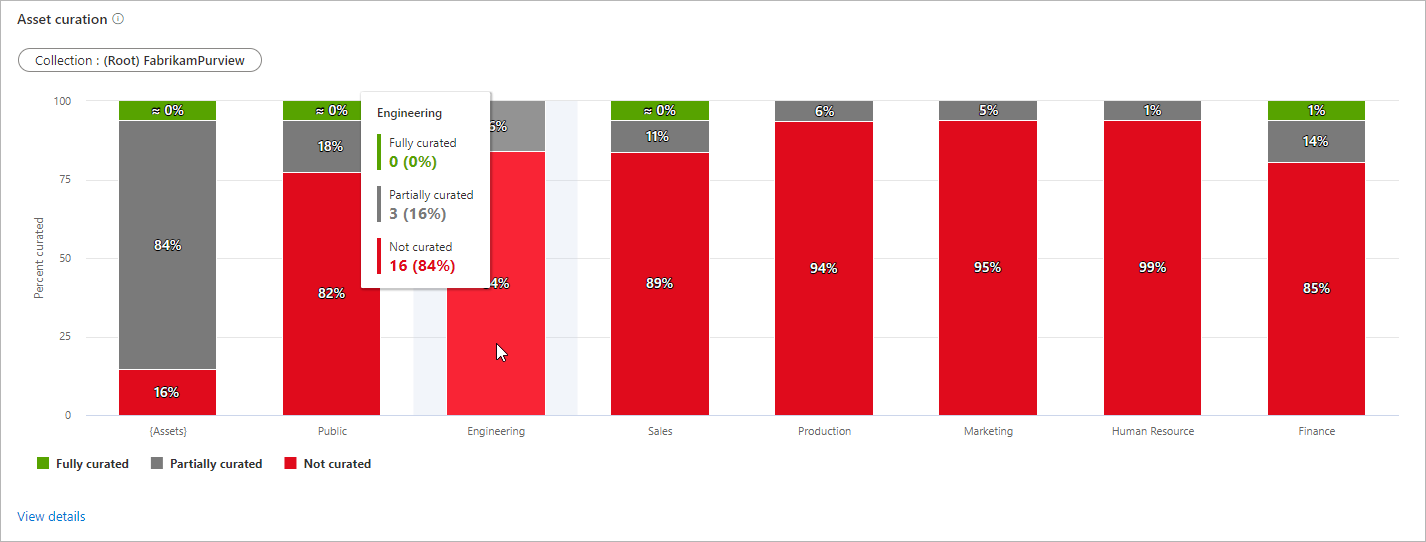 Asset curation
Collection : (Root) FabrikamPurview
Percent curated
100
75
50
25
0
≈ 0%
84%
16%
≈ 0%
18%
82%
Engineering
Fully curated
0 (0%)
Partially curated
3 (16%)
Not curated
16 (84%)
6%
4%
≈ 0%
11%
89%
6%
94%
5%
95%
1%
99%
1%
14%
85%
{Assets}
Public
Engineering
Sales
Production
Marketing
Human Resource
Finance
Fully curated
Partially curated
Not curated
View details